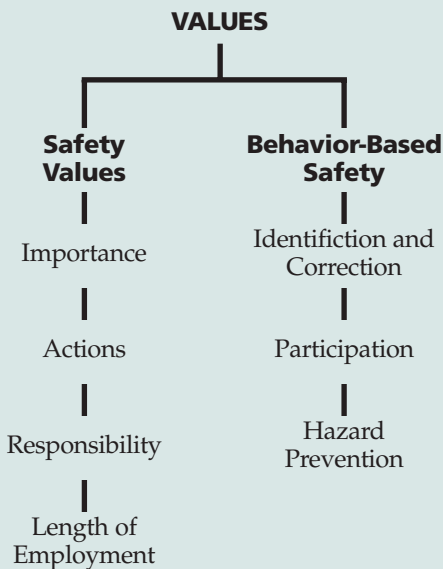 VALUES
Safety
Values
Importance
Actions
Responsibility
Length of
Employment
Behavior-Based
Safety
Identifiction and
Correction
Participation
Hazard
Prevention